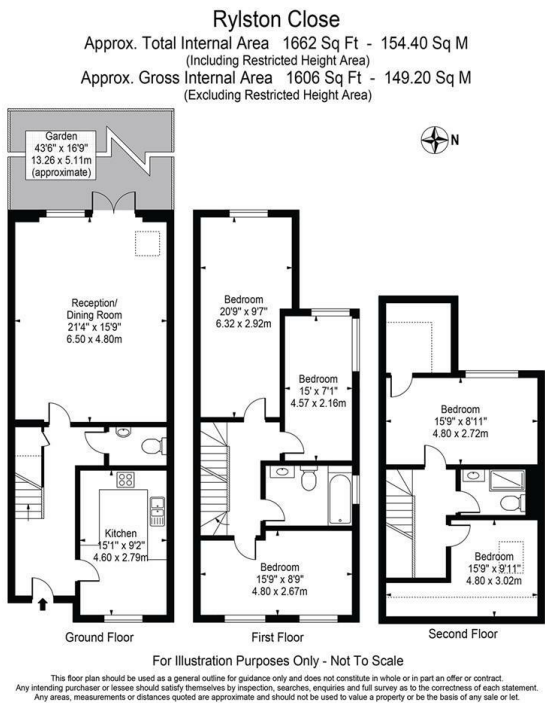 Rylston Close
Approx. Total Internal Area 1662 Sq Ft - 154.40 Sq M
(Including Restricted Height Area)
Approx. Gross Internal Area 1606 Sq Ft - 149.20 Sq M
(Excluding Restricted Height Area)
Garden
43'6" x 16'9"
13.26 x 5.11m
(approximate)
N
Reception/
Dining Room
21'4" x 15'9"
6.50 x 4.80m
Kitchen
15'1" x 9'2"
4.60 x 2.79m
Ground Floor
Bedroom
20'9" x 9'7"
6.32 x 2.92m
Bedroom
15' x 7'1"
4.57 x 2.16m
Bedroom
15'9" x 8'9"
4.80 x 2.67m
First Floor
Bedroom
15'9" x 8'11"
4.80 x 2.72m
Bedroom
15'9" x 9'11"
4.80 x 3.02m
Second Floor
For Illustration Purposes Only - Not To Scale
This floor plan should be used as a general outline for guidance only and does not constitute in whole or in part an offer or contract.
Any intending purchaser or lessee should satisfy themselves by inspection, searches, enquiries and full survey as to the correctness of each statement.
Any areas, measurements or distances quoted are approximate and should not be used to value a property or be the basis of any sale or let.